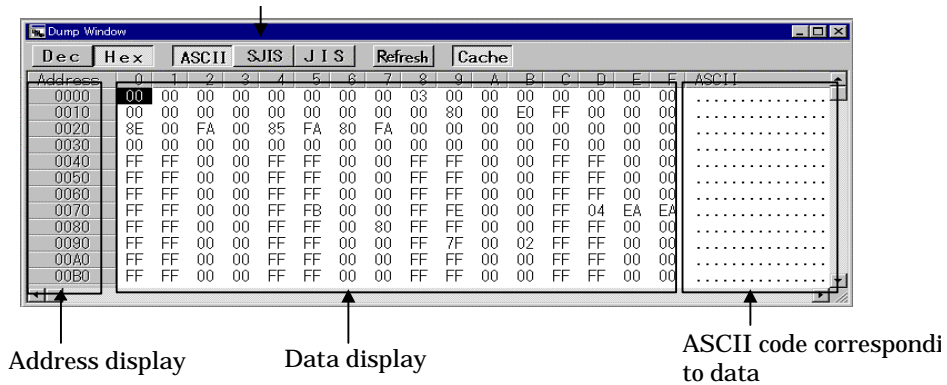 Dump Window
Dec Hex ASCII SJIS JIS Refresh Cache
Address 0 1 2 3 4 5 6 7 8 9 A B C D E F ASCII
0000 00 00 00 00 00 00 00 00 03 00 00 00 00 00 00 00 ................
0010 00 00 00 00 00 00 00 00 00 80 00 E0 FF 00 00 00 ................
0020 8E 00 FA 00 85 FA 80 FA 00 00 00 00 00 00 00 00 ................
0030 00 00 00 00 00 00 00 00 00 00 00 00 F0 00 00 00 ................
0040 FF FF 00 00 FF FF 00 00 FF FF 00 00 FF FF 00 00 ................
0050 FF FF 00 00 FF FF 00 00 FF FF 00 00 FF FF 00 00 ................
0060 FF FF 00 00 FF FF 00 00 FF FF 00 00 FF FF 00 00 ................
0070 FF FF 00 00 FF FB 00 00 FF FE 00 00 FF 04 EA EA ................
0080 FF FF 00 00 FF FF 00 80 FF FF 00 00 FF FF 00 00 ................
0090 FF FF 00 00 FF FF 00 00 FF 7F 00 02 FF FF 00 00 ................
00A0 FF FF 00 00 FF FF 00 00 FF FF 00 00 FF FF 00 00 ................
00B0 FF FF 00 00 FF FF 00 00 FF FF 00 00 FF FF 00 00 ................
Address display
Data display
ASCII code correspondi
to data